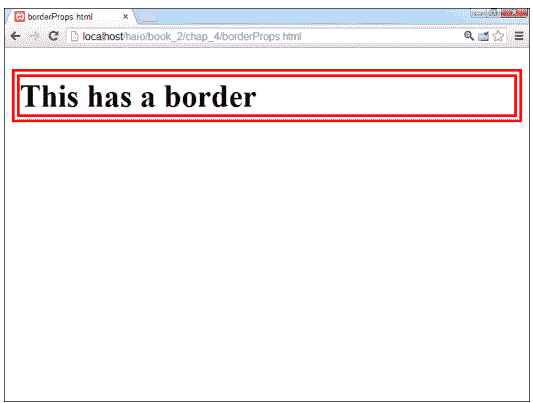 borderProps.html
localhost/haio/book_2/chap_4/borderProps.html
This has a border